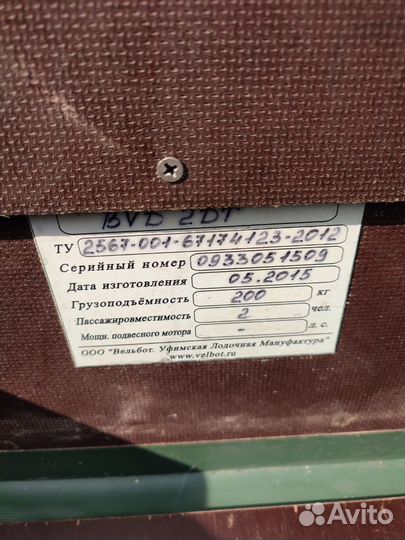 BVD 2DT
ТУ 2567-001-67174123-2012
Серийный номер 0933051509
Дата изготовления 05.2015
Грузоподъёмность 200 кг
Пассажировместимость 2 чел.
Мощн. подвесного мотора - л. с.
ООО "Вельбот. Уфимская Лодочная Мануфактура"
www.velbot.ru
Avito